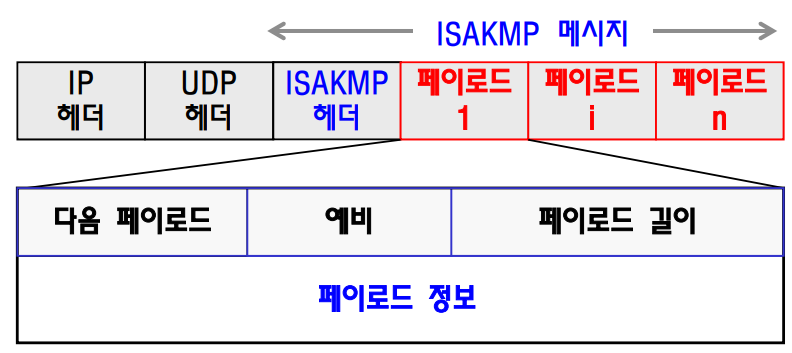 ISAKMP 메시지
IP
헤더
UDP
헤더
ISAKMP
헤더
페이로드
1
페이로드
i
페이로드
n
다음 페이로드
예비
페이로드 길이
페이로드 정보